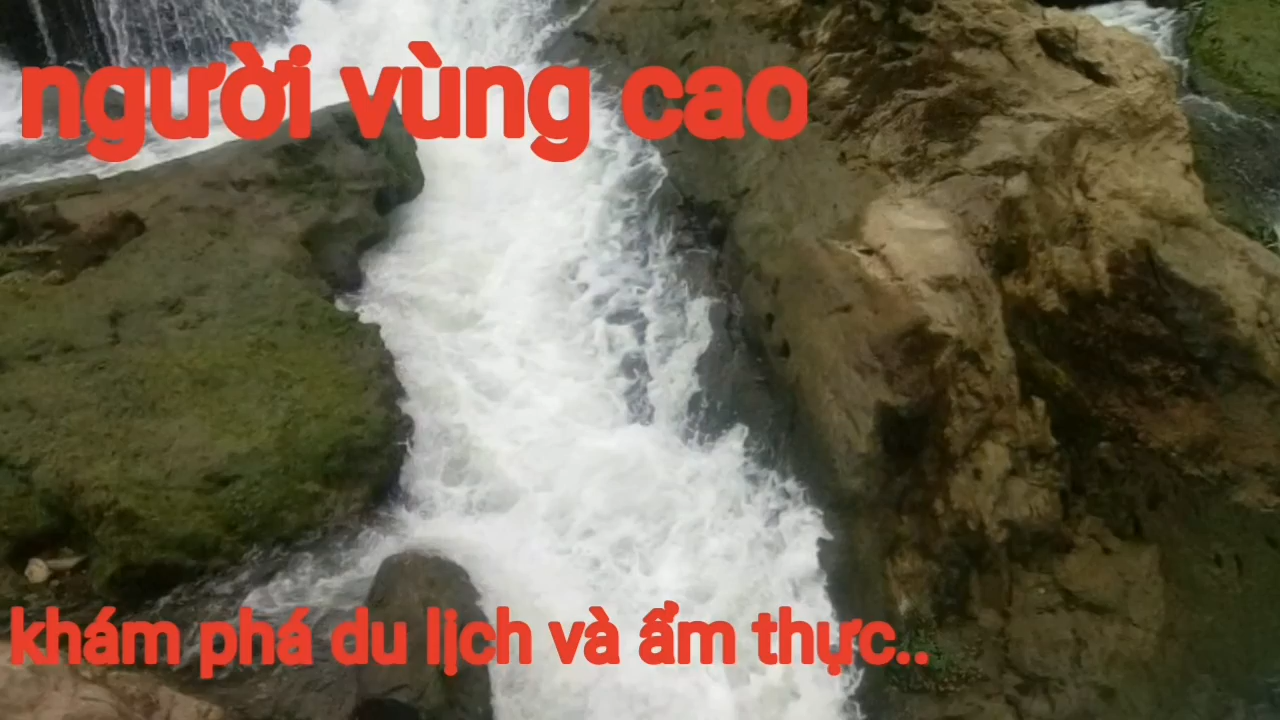 người vùng cao
khám phá du lịch và ẩm thực..